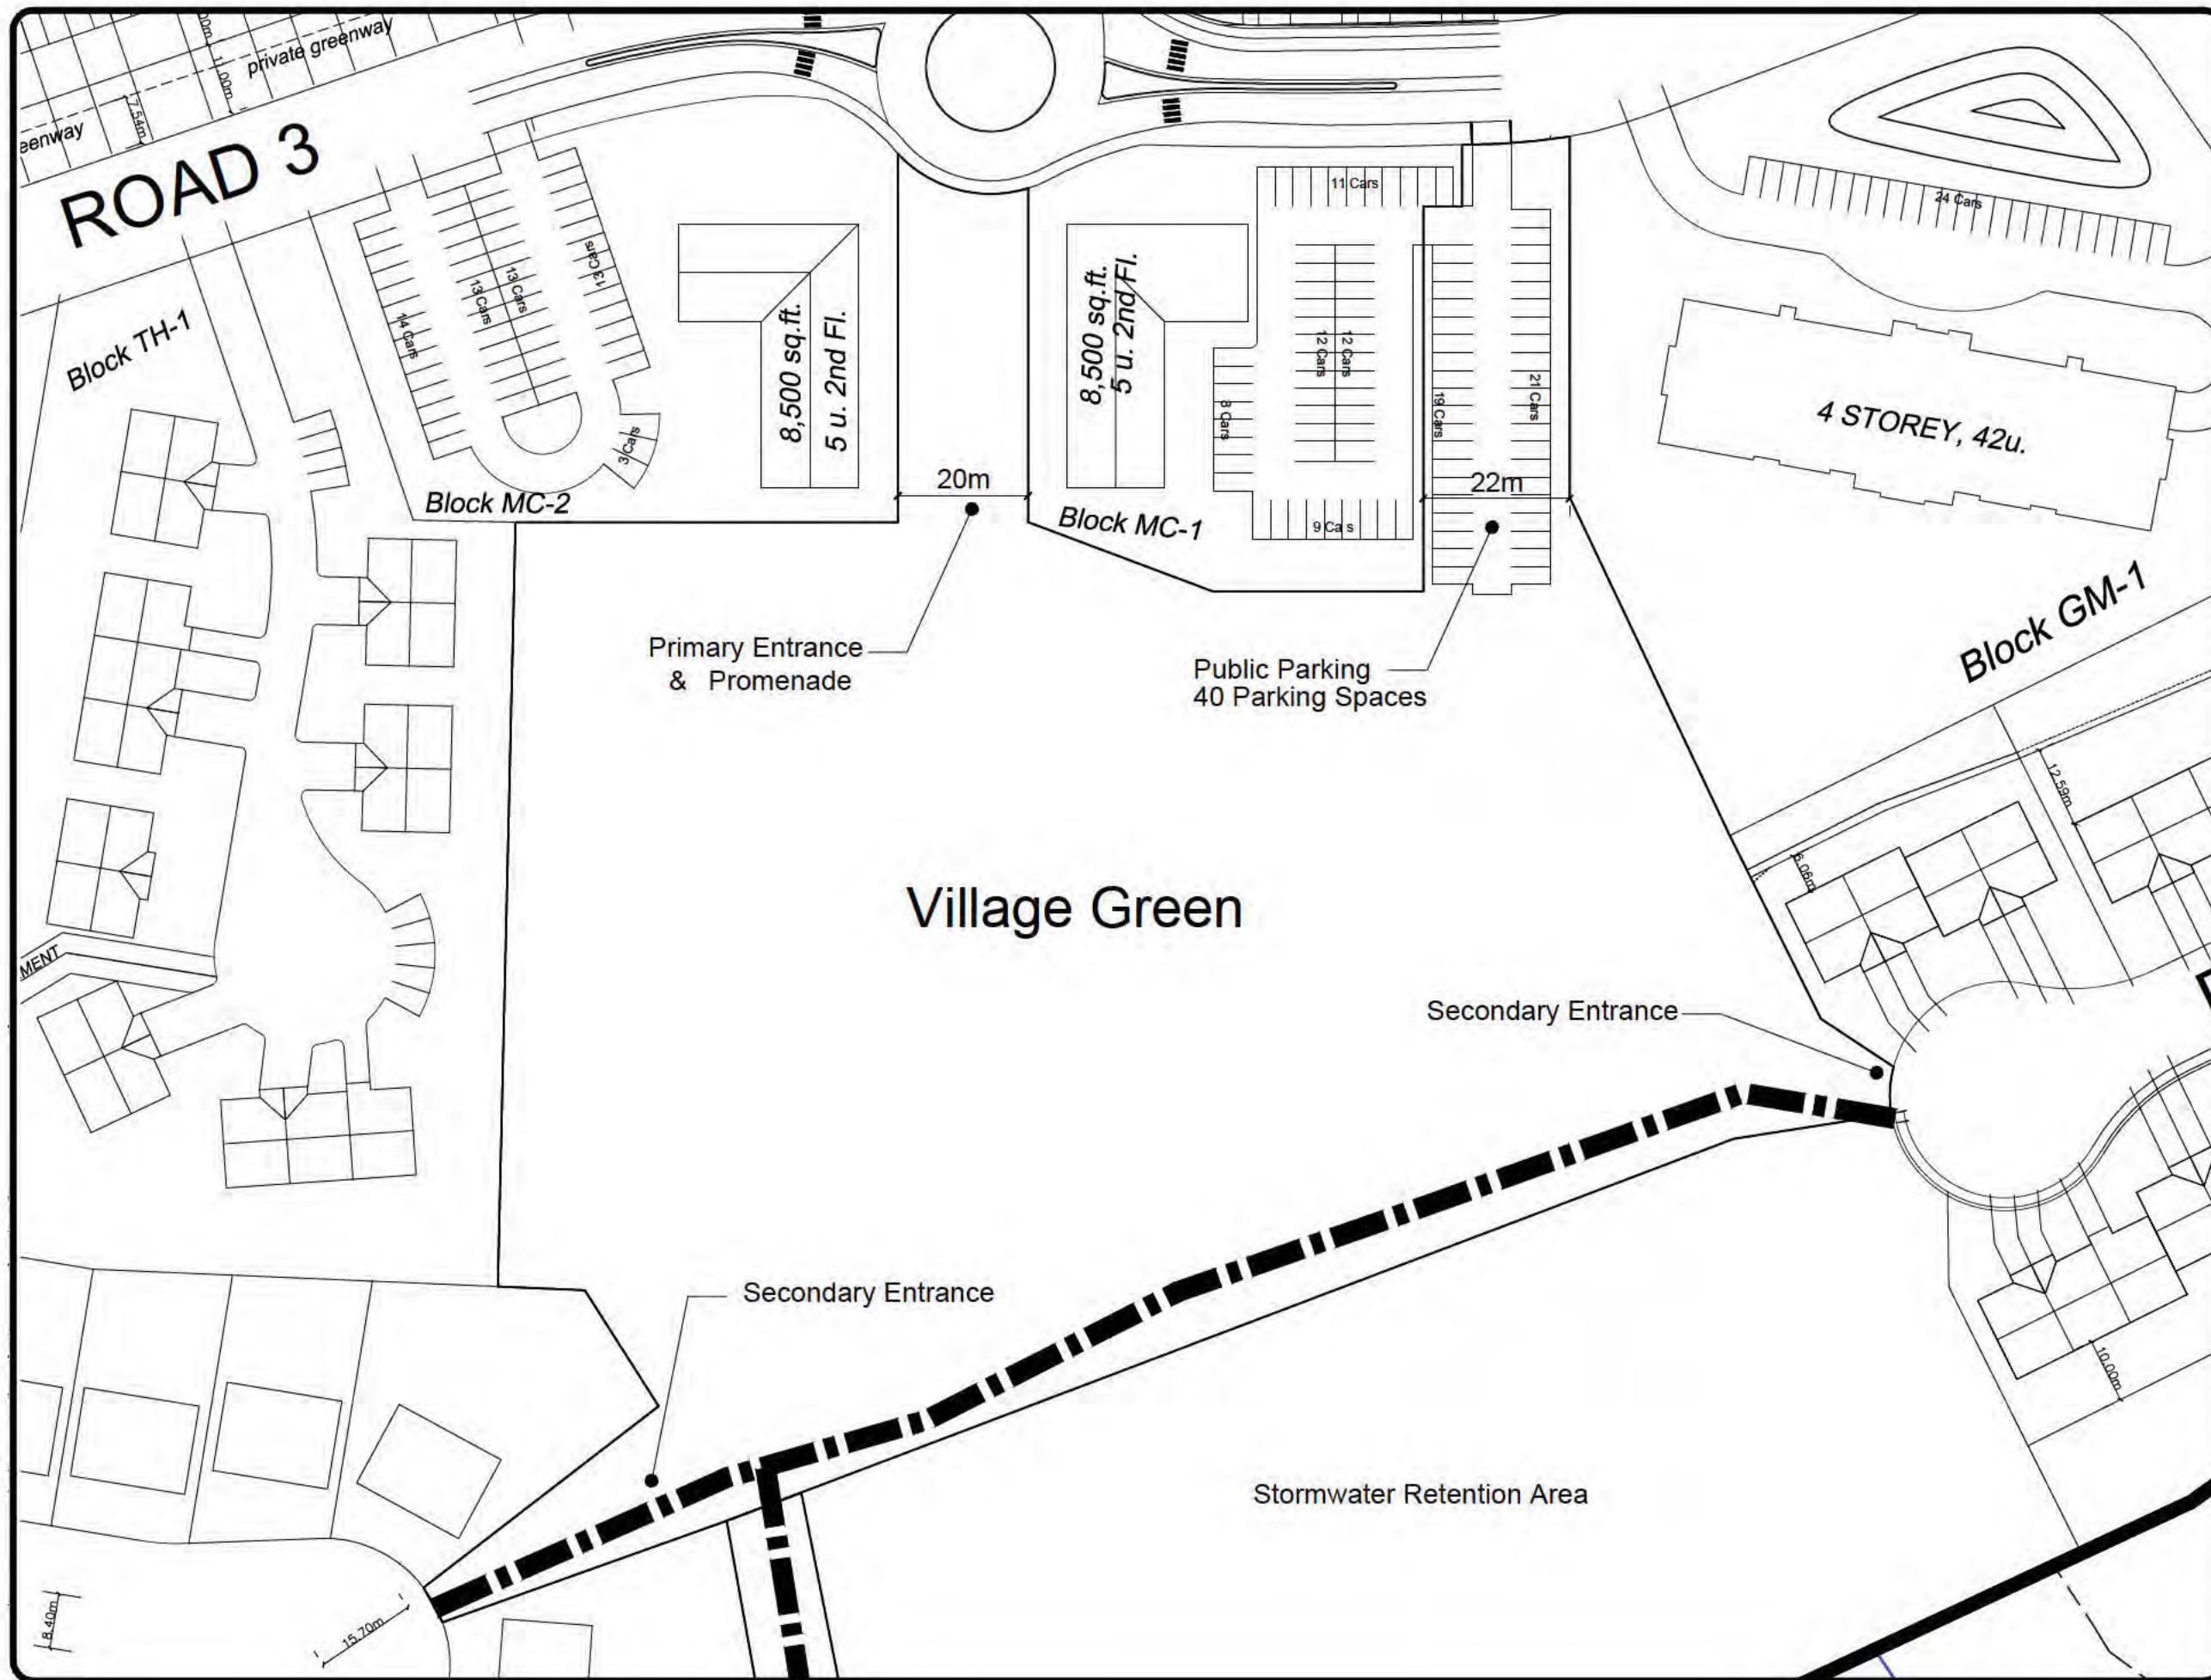 private greenway
11.00m
7.54m
ROAD 3
Block TH-1
14 Cars
13 Cars
13 Cars
13 Cars
3 Cars
Block MC-2
8,500 sq.ft.
5 u. 2nd Fl.
20m
8,500 sq.ft.
5 u. 2nd Fl.
Block MC-1
11 Cars
12 Cars
12 Cars
8 Cars
9 Ca s
19 Cars
21 Cars
22m
24 Cars
4 STOREY, 42u.
Block GM-1
Primary Entrance
& Promenade
Public Parking
40 Parking Spaces
12.59m
6.06m
Village Green
Secondary Entrance
Secondary Entrance
10.00m
Stormwater Retention Area
8.40m
15.70m